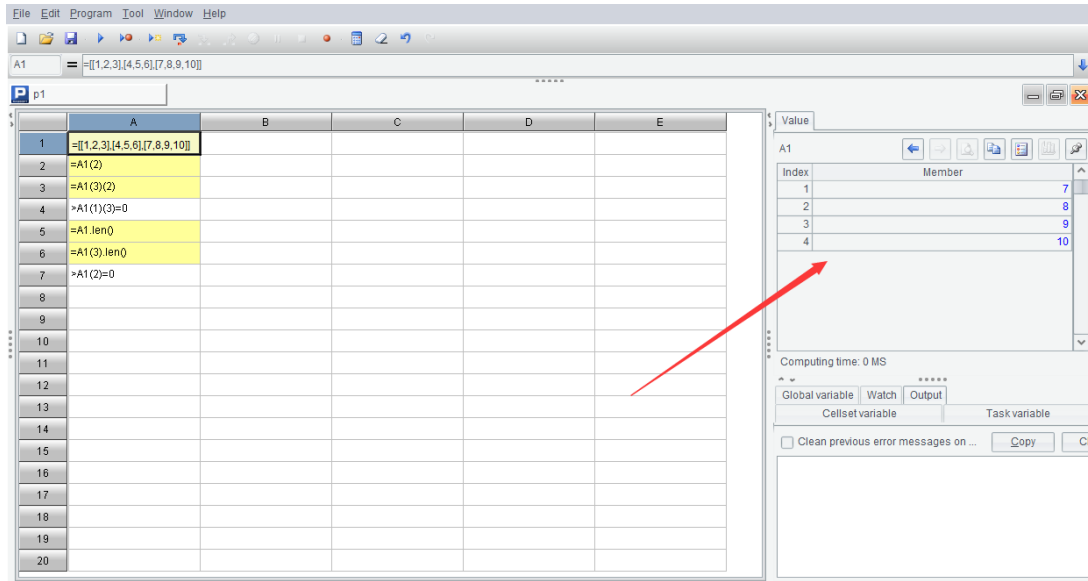 File Edit Program Tool Window Help
A1 = =[[1,2,3],[4,5,6],[7,8,9,10]]
P p1
A B C D E
1 =[[1,2,3],[4,5,6],[7,8,9,10]]
2 =A1(2)
3 =A1(3)(2)
4 >A1(1)(3)=0
5 =A1.len()
6 =A1(3).len()
7 >A1(2)=0
8
9
10
11
12
13
14
15
16
17
18
19
20
Value
A1
Index Member
1 7
2 8
3 9
4 10
Computing time: 0 MS
Global variable Watch Output
Cellset variable Task variable
Clean previous error messages on ... Copy C